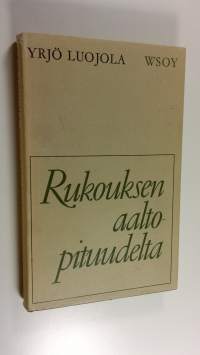 YRJÖ LUOJOLA WSOY
Rukouksen
aalto-
pituudelta